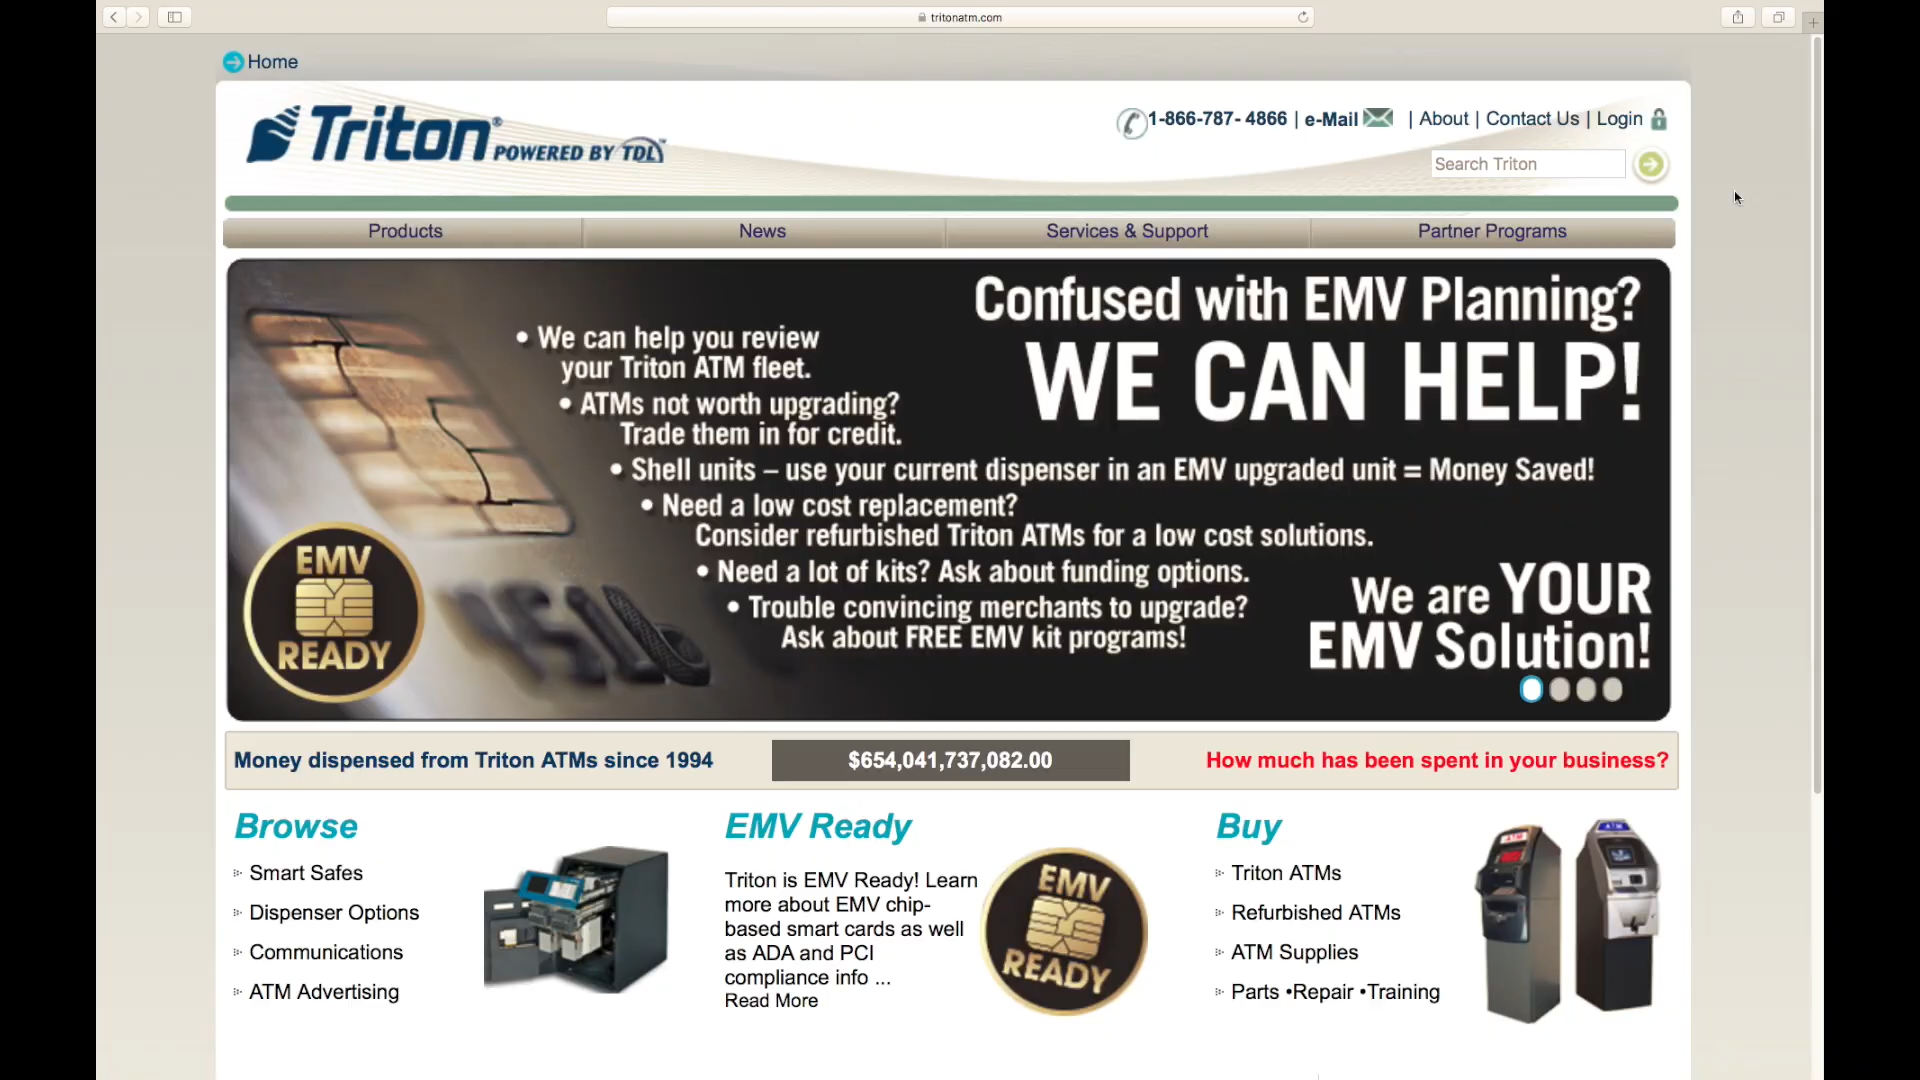 tritonatm.com
Home
Triton® POWERED BY TDL™
1-866-787- 4866 | e-Mail | About | Contact Us | Login
Search Triton
Products News Services & Support Partner Programs
Confused with EMV Planning?
WE CAN HELP!
• We can help you review
your Triton ATM fleet.
• ATMs not worth upgrading?
Trade them in for credit.
• Shell units – use your current dispenser in an EMV upgraded unit = Money Saved!
• Need a low cost replacement?
Consider refurbished Triton ATMs for a low cost solutions.
• Need a lot of kits? Ask about funding options.
• Trouble convincing merchants to upgrade?
Ask about FREE EMV kit programs!
We are YOUR
EMV Solution!
EMV
READY
Money dispensed from Triton ATMs since 1994 $654,041,737,082.00 How much has been spent in your business?
Browse
Smart Safes
Dispenser Options
Communications
ATM Advertising
EMV Ready
Triton is EMV Ready! Learn
more about EMV chip-
based smart cards as well
as ADA and PCI
compliance info ...
Read More
EMV
READY
Buy
Triton ATMs
Refurbished ATMs
ATM Supplies
Parts •Repair •Training
ATM
ATM